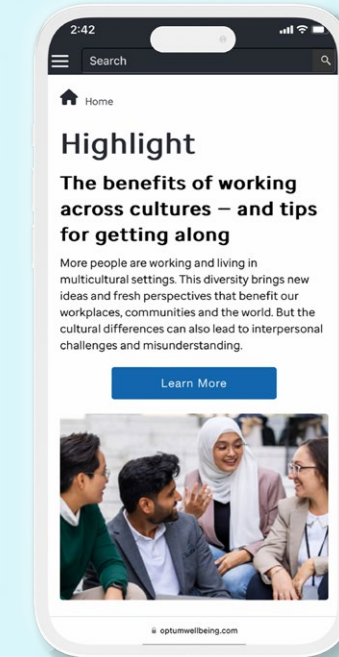 2:42
Search
Home
Highlight
The benefits of working
across cultures – and tips
for getting along
More people are working and living in
multicultural settings. This diversity brings new
ideas and fresh perspectives that benefit our
workplaces, communities and the world. But the
cultural differences can also lead to interpersonal
challenges and misunderstanding.
Learn More
optumwellbeing.com